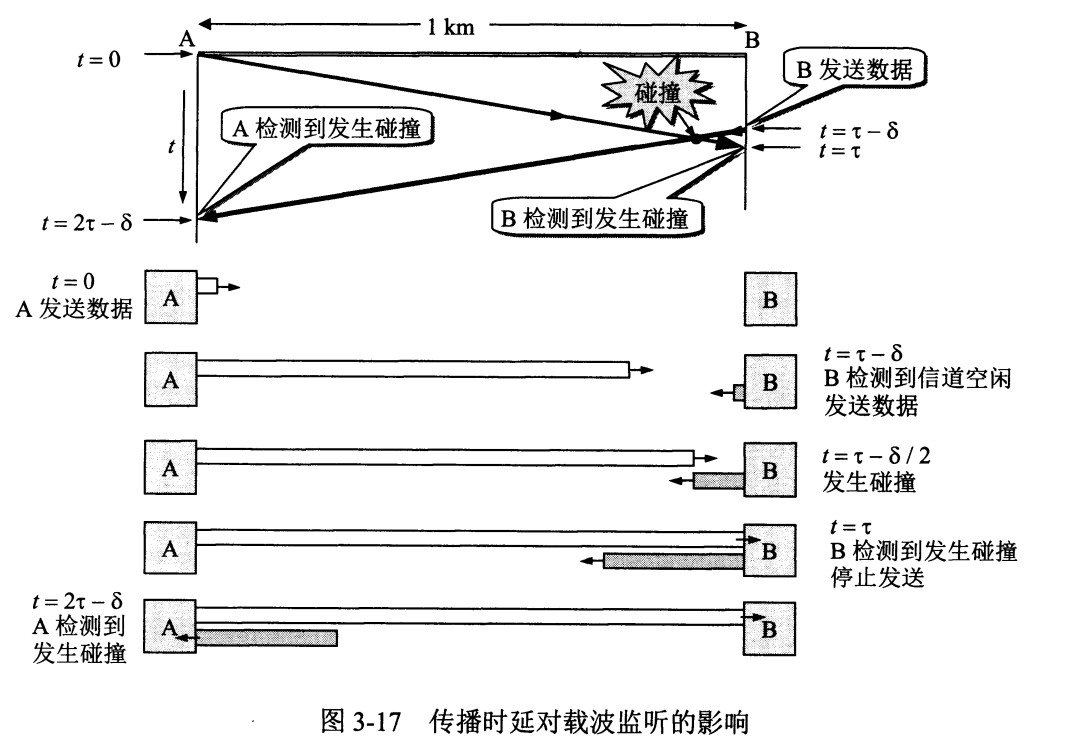 1 km
A
B
t = 0
B 发送数据
碰撞
A 检测到发生碰撞
t = τ − δ
t
t = τ
B 检测到发生碰撞
t = 2τ − δ
t = 0
A 发送数据
A
B
A
B
t = τ − δ
B 检测到信道空闲
发送数据
A
B
t = τ − δ / 2
发生碰撞
A
B
t = τ
B 检测到发生碰撞
停止发送
t = 2τ − δ
A 检测到
发生碰撞
A
B
图 3-17 传播时延对载波监听的影响